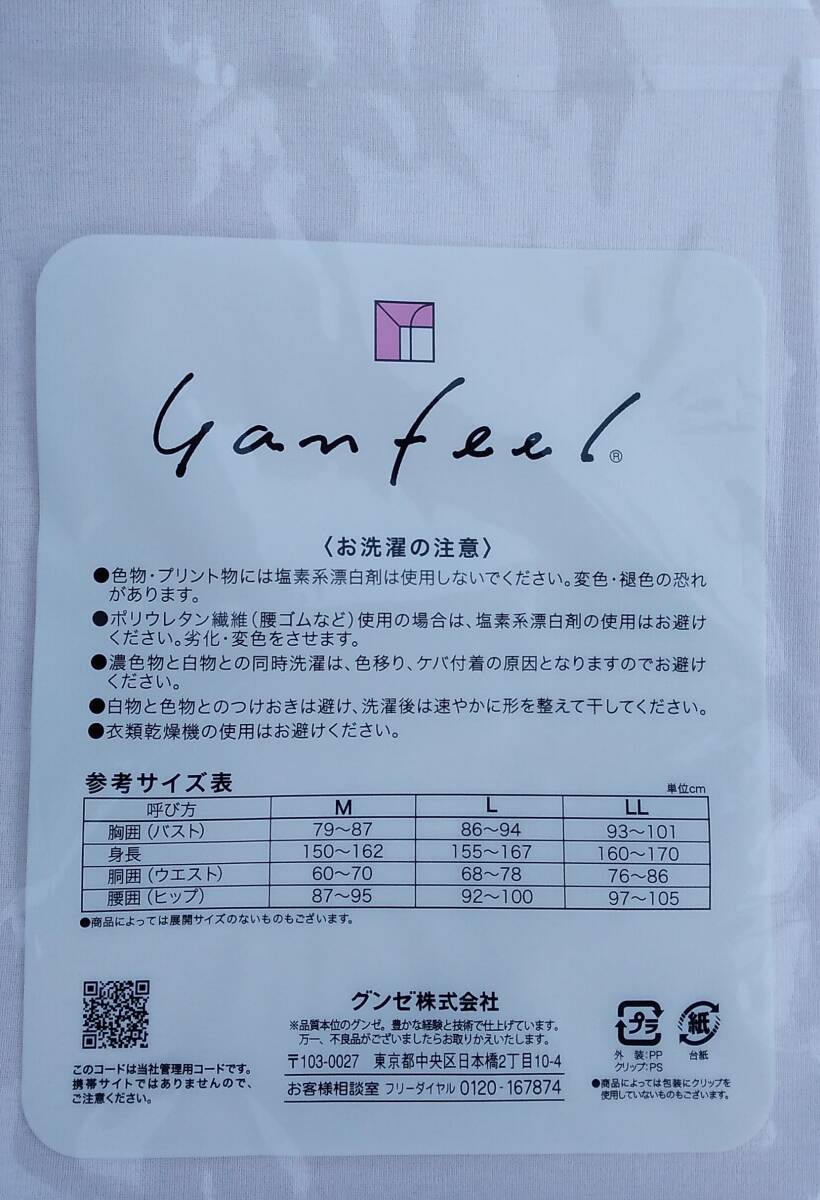 yanfeel®
〈お洗濯の注意〉
●色物・プリント物には塩素系漂白剤は使用しないでください。変色・褪色の恐れ
があります。
●ポリウレタン繊維（腰ゴムなど）使用の場合は、塩素系漂白剤の使用はお避け
ください。劣化・変色をさせます。
●濃色物と白物との同時洗濯は、色移り、ケバ付着の原因となりますのでお避け
ください。
●白物と色物とのつけおきは避け、洗濯後は速やかに形を整えて干してください。
●衣類乾燥機の使用はお避けください。
参考サイズ表 単位cm
呼び方 M L LL
胸囲（バスト） 79〜87 86〜94 93〜101
身長 150〜162 155〜167 160〜170
胴囲（ウエスト） 60〜70 68〜78 76〜86
腰囲（ヒップ） 87〜95 92〜100 97〜105
●商品によっては展開サイズのないものもございます。
このコードは当社管理用コードです。
携帯サイトではありませんので、
ご注意ください。
グンゼ株式会社
※品質本位のグンゼ。豊かな経験と技術で仕上げています。
万一、不良品がございましたらお取りかえいたします。
〒103-0027 東京都中央区日本橋2丁目10-4
お客様相談室 フリーダイヤル 0120-167874
プラ 紙
外 装：PP 台紙
クリップ：PS
●商品によっては包装にクリップを
使用していないものもございます。